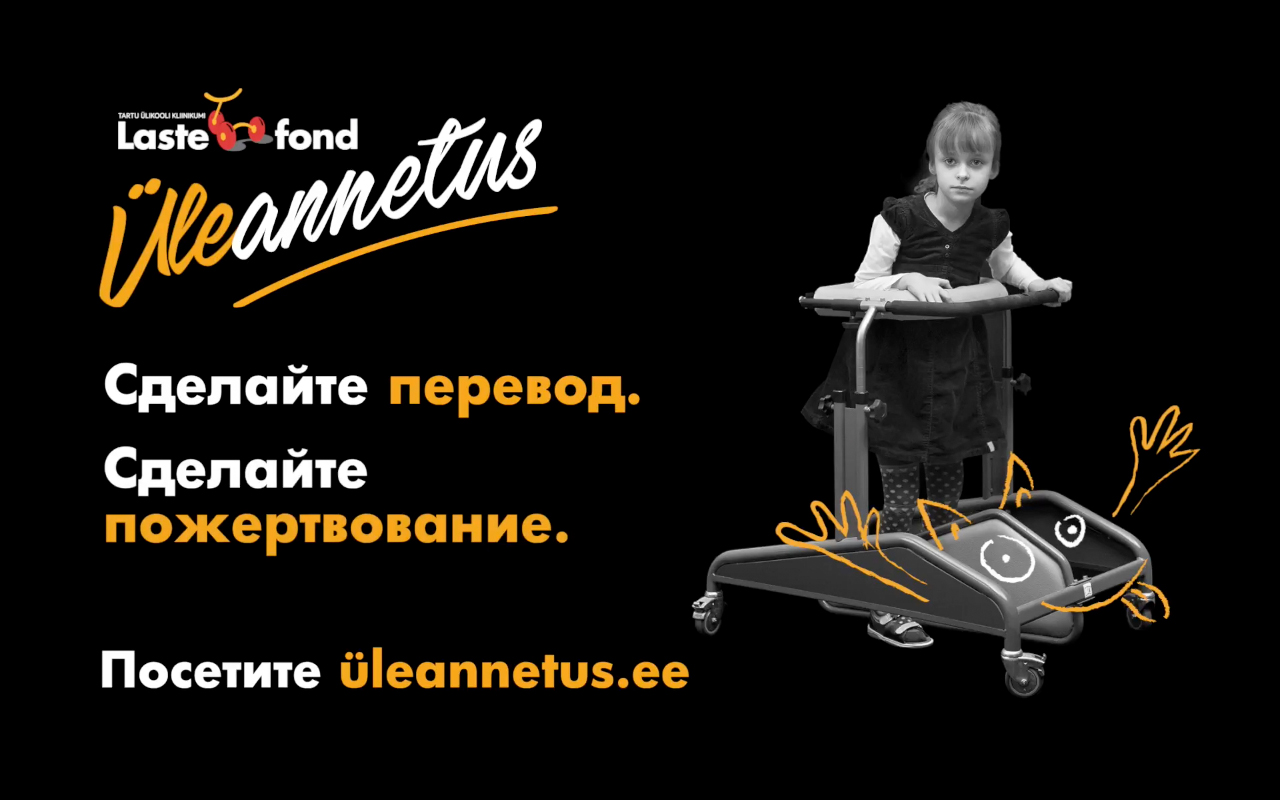 TARTU ÜLIKOOLI KLIINIKUMI
Laste fond
Üleannetus
Сделайте перевод.
Сделайте
пожертвование.
Посетите üleannetus.ee